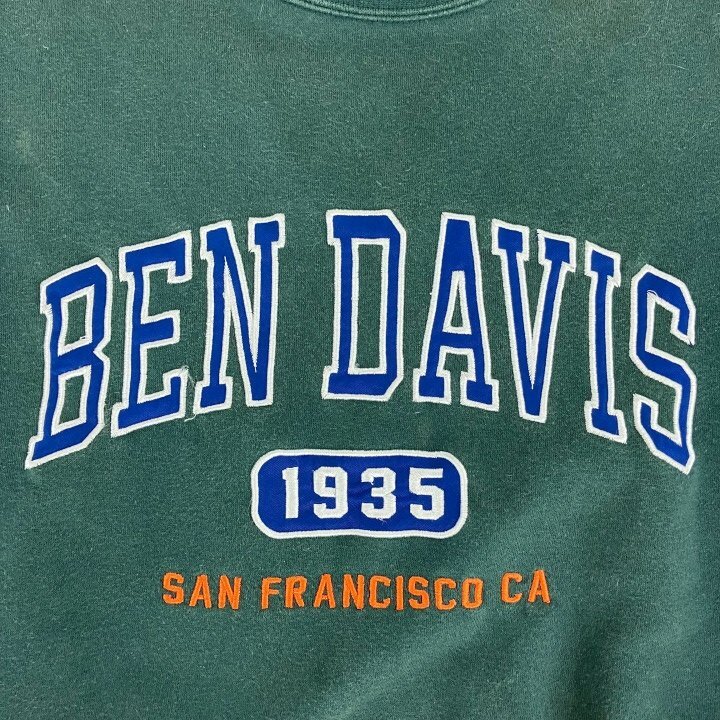 BEN DAVIS
1935
SAN FRANCISCO CA